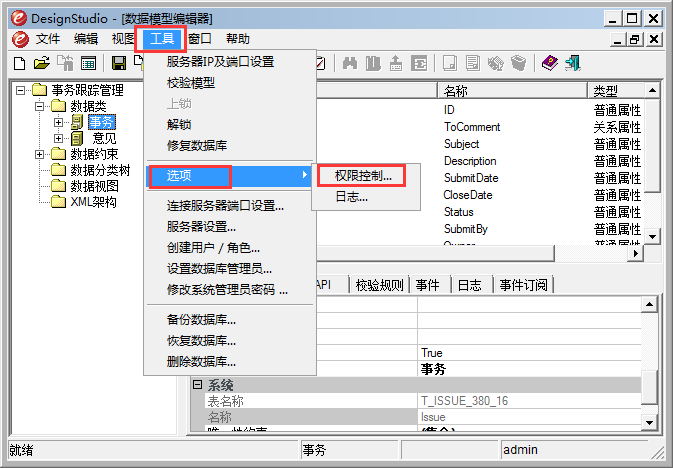 DesignStudio - [数据模型编辑器]
文件 编辑 视图 工具 窗口 帮助
服务器IP及端口设置
校验模型
上锁
解锁
修复数据库
选项
连接服务器端口设置...
服务器设置...
创建用户 / 角色...
设置数据库管理员...
修改系统管理员密码 ...
备份数据库...
恢复数据库...
删除数据库...
权限控制...
日志...
事务跟踪管理
数据类
事务
意见
数据约束
数据分类树
数据视图
XML架构
名称 类型
ID 普通属性
ToComment 关系属性
Subject 普通属性
Description 普通属性
SubmitDate 普通属性
CloseDate 普通属性
Status 普通属性
SubmitBy 普通属性
API 校验规则 事件 日志 事件订阅
True
事务
系统
表名称 T_ISSUE_380_16
名称 Issue
就绪 事务 admin